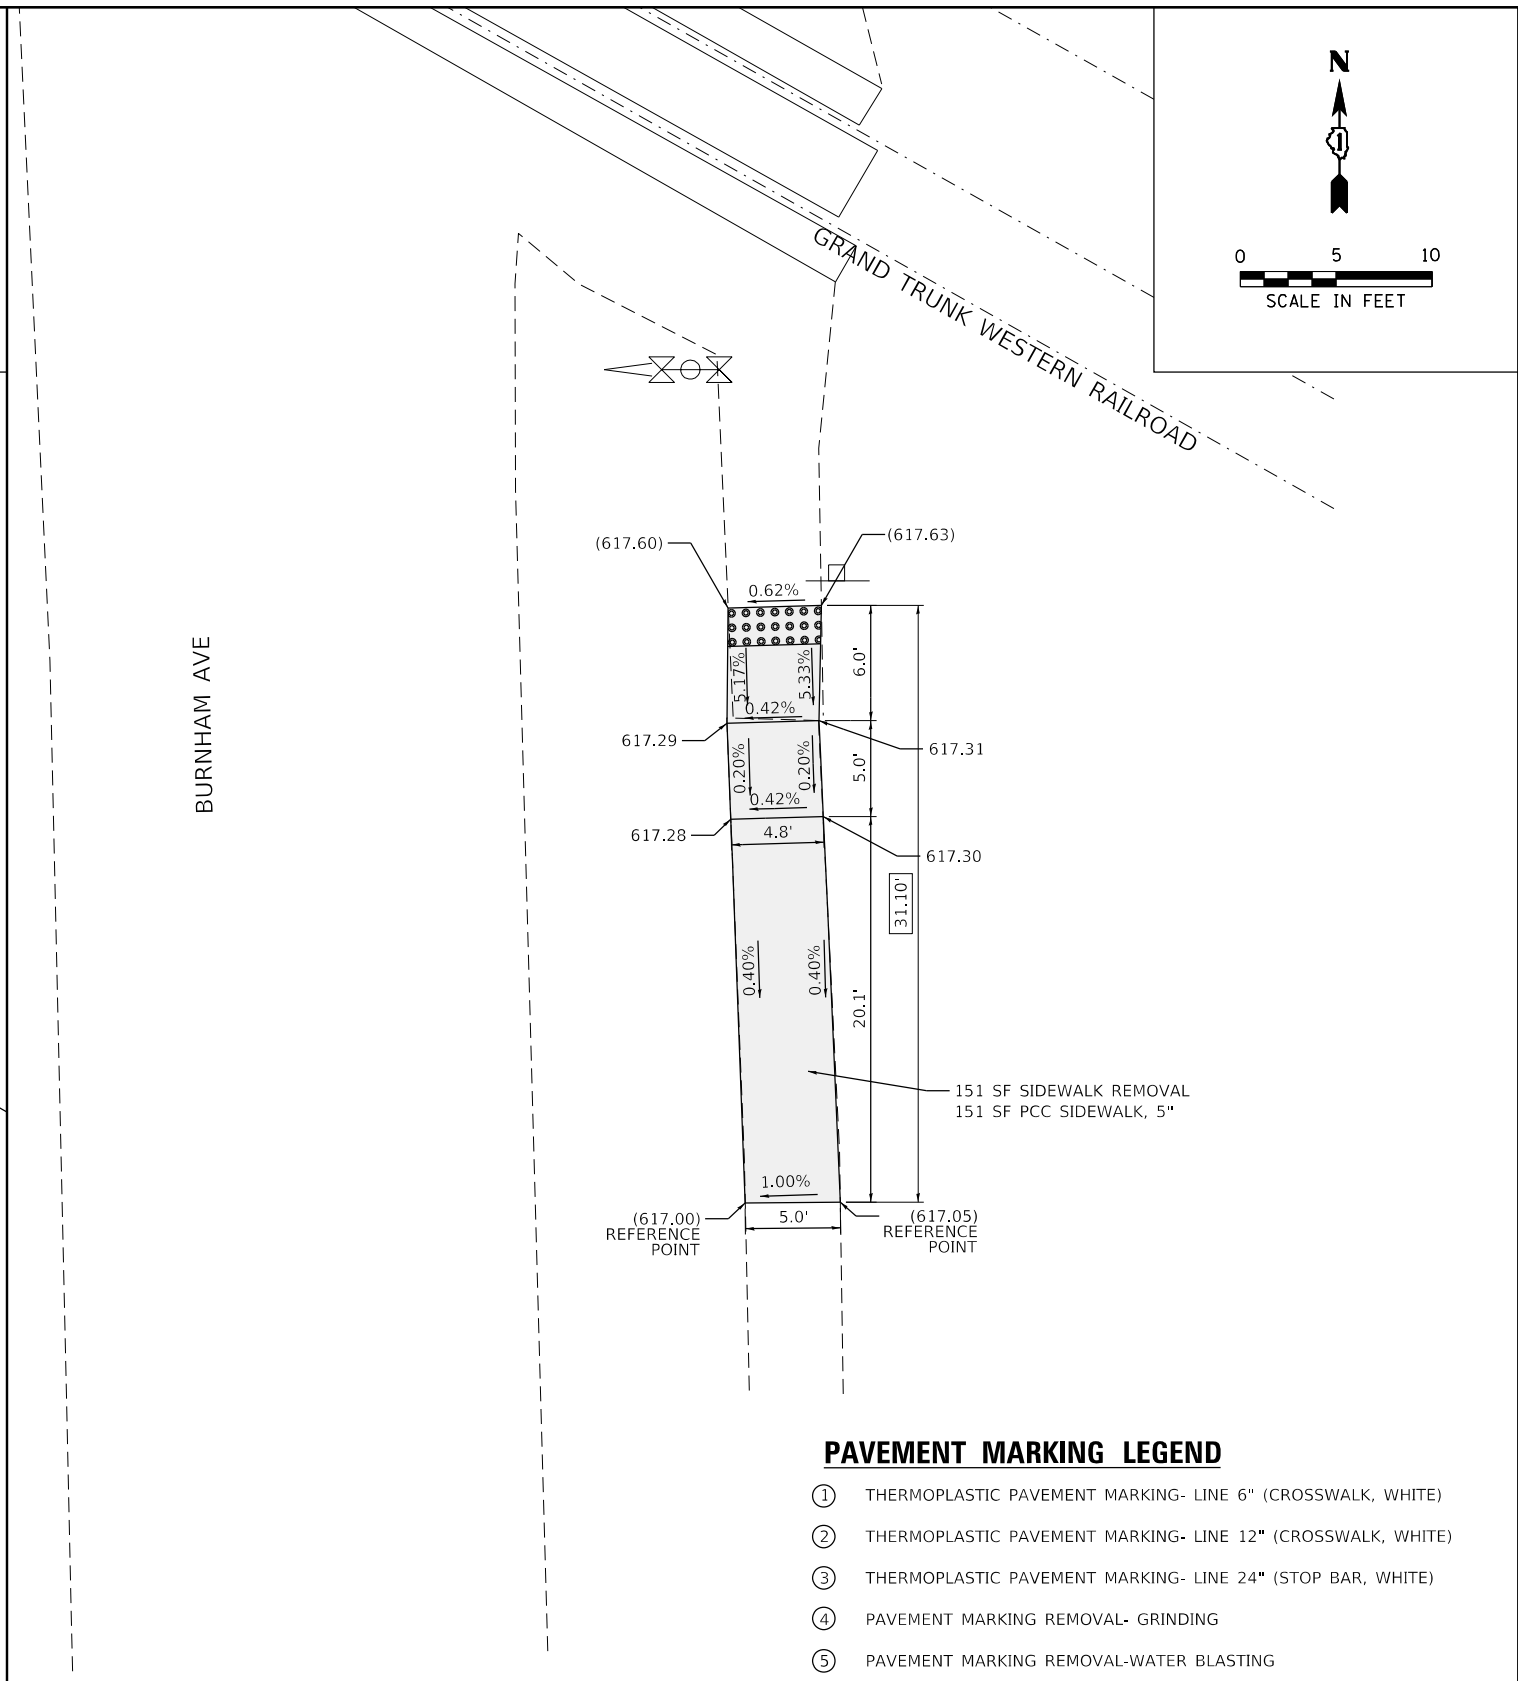 N
1
0 5 10
SCALE IN FEET
GRAND TRUNK WESTERN RAILROAD
BURNHAM AVE
(617.60)
(617.63)
0.62%
5.17%
5.33%
6.0'
0.42%
617.29
617.31
0.20%
0.20%
5.0'
0.42%
617.28
4.8'
617.30
31.10'
0.40%
0.40%
20.1'
151 SF SIDEWALK REMOVAL
151 SF PCC SIDEWALK, 5"
1.00%
(617.00)
REFERENCE
POINT
5.0'
(617.05)
REFERENCE
POINT
PAVEMENT MARKING LEGEND
1 THERMOPLASTIC PAVEMENT MARKING- LINE 6" (CROSSWALK, WHITE)
2 THERMOPLASTIC PAVEMENT MARKING- LINE 12" (CROSSWALK, WHITE)
3 THERMOPLASTIC PAVEMENT MARKING- LINE 24" (STOP BAR, WHITE)
4 PAVEMENT MARKING REMOVAL- GRINDING
5 PAVEMENT MARKING REMOVAL-WATER BLASTING